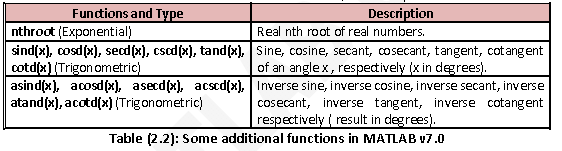 Functions and Type
Description
nthroot (Exponential)
Real nth root of real numbers.
sind(x), cosd(x), secd(x), cscd(x), tand(x),
cotd(x) (Trigonometric)
Sine, cosine, secant, cosecant, tangent, cotangent
of an angle x , respectively (x in degrees).
asind(x), acosd(x), asecd(x), acscd(x),
atand(x), acotd(x) (Trigonometric)
Inverse sine, inverse cosine, inverse secant, inverse
cosecant, inverse tangent, inverse cotangent
respectively ( result in degrees).
Table (2.2): Some additional functions in MATLAB v7.0